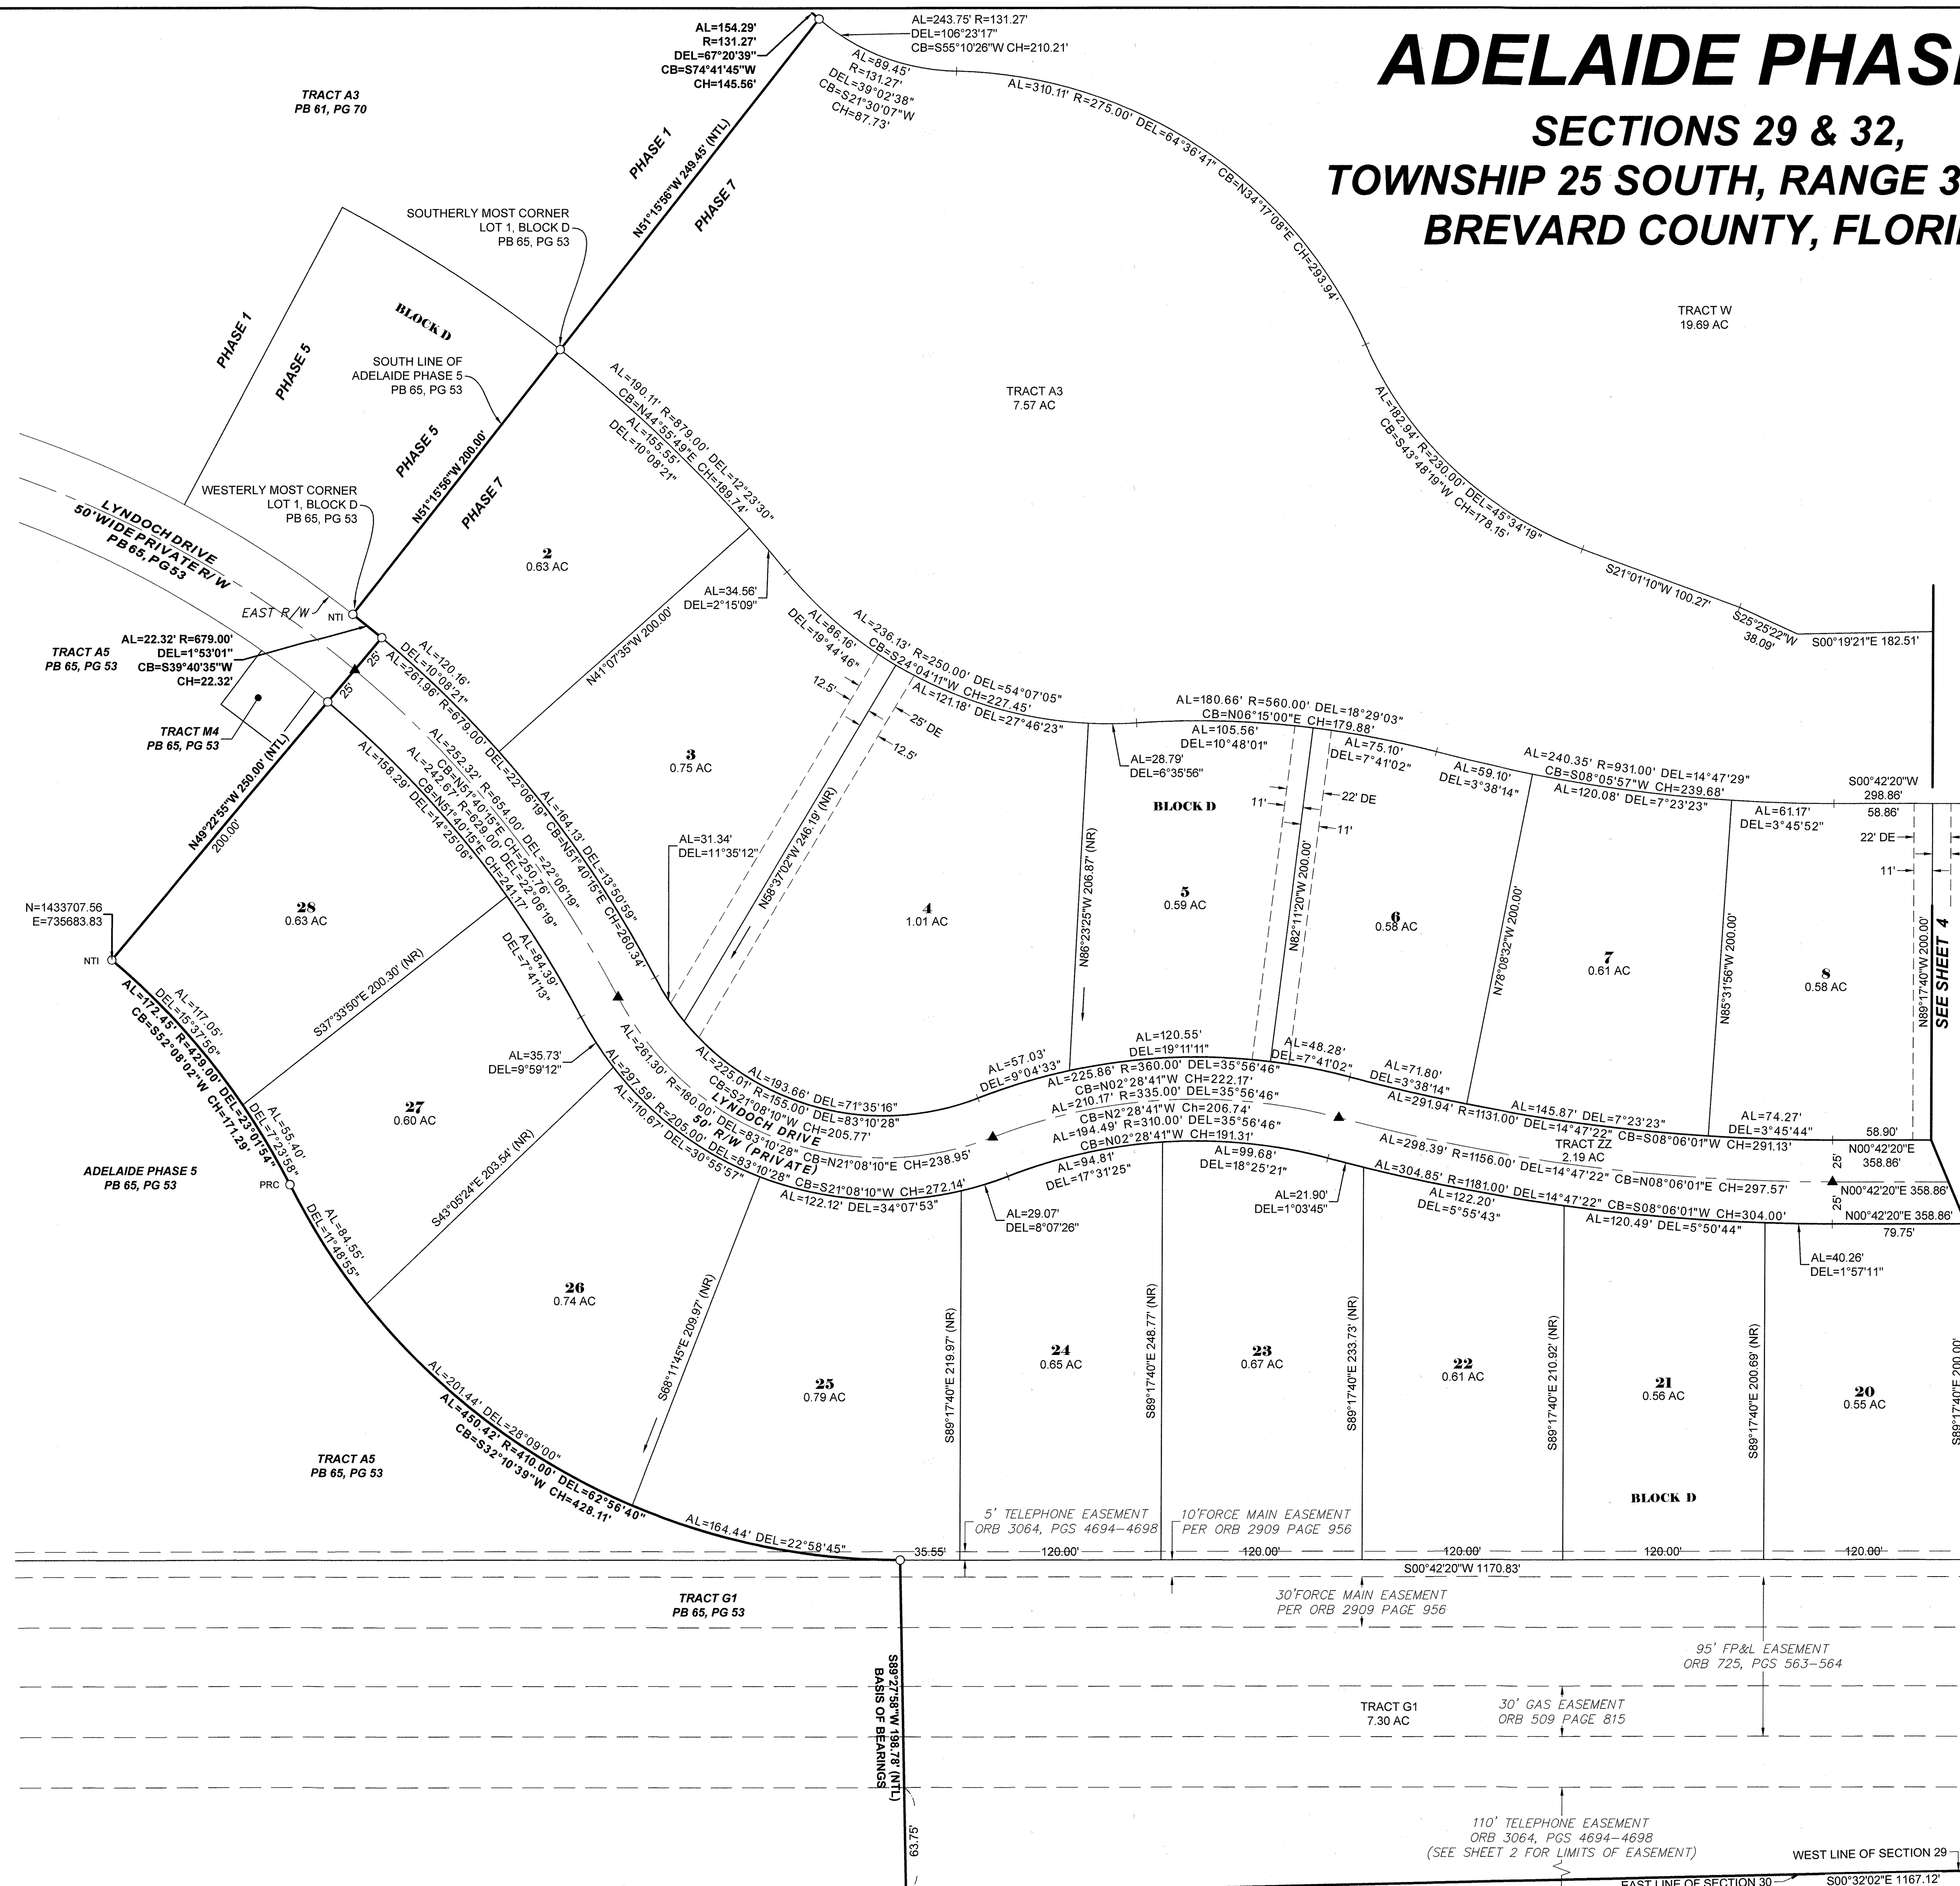 ADELAIDE PHAS
SECTIONS 29 & 32,
TOWNSHIP 25 SOUTH, RANGE 3
BREVARD COUNTY, FLORI
AL=154.29'
R=131.27'
DEL=67°20'39"
CB=S74°41'45"W
CH=145.56'
AL=243.75' R=131.27'
DEL=106°23'17"
CB=S55°10'26"W CH=210.21'
AL=89.45'
R=131.27'
DEL=39°02'38"
CB=S21°30'07"W
CH=87.73'
AL=310.11' R=275.00' DEL=64°36'41" CB=N34°17'08"E CH=293.94'
TRACT A3
PB 61, PG 70
PHASE 1
N51°15'56"W 249.45' (NTL)
PHASE 7
SOUTHERLY MOST CORNER
LOT 1, BLOCK D
PB 65, PG 53
BLOCK D
PHASE 1
PHASE 5
SOUTH LINE OF
ADELAIDE PHASE 5
PB 65, PG 53
PHASE 5
N51°15'56"W 200.00'
PHASE 7
TRACT W
19.69 AC
TRACT A3
7.57 AC
AL=182.94' R=230.00' DEL=45°34'19"
CB=S43°48'19"W CH=178.15'
S21°01'10"W 100.27'
S25°25'22"W
38.09'
S00°19'21"E 182.51'
AL=190.11' R=879.00' DEL=12°23'30"
CB=N44°55'49"E CH=189.74'
AL=155.55'
DEL=10°08'21"
WESTERLY MOST CORNER
LOT 1, BLOCK D
PB 65, PG 53
LYNDOCH DRIVE
50' WIDE PRIVATE R/W
PB 65, PG 53
EAST R/W
NTI
2
0.63 AC
AL=34.56'
DEL=2°15'09"
N41°07'35"W 200.00'
TRACT A5
PB 65, PG 53
AL=22.32' R=679.00'
DEL=1°53'01"
CB=S39°40'35"W
CH=22.32'
25'
25'
TRACT M4
PB 65, PG 53
AL=120.16'
DEL=10°08'21"
AL=261.96' R=679.00' DEL=22°06'19" CB=N51°40'15"E CH=260.34'
AL=164.13' DEL=13°50'59"
AL=252.32' R=654.00' DEL=22°06'19"
CB=N51°40'15"E CH=250.76'
AL=242.67' R=629.00' DEL=22°06'19"
CB=N51°40'15"E CH=241.17'
AL=158.29' DEL=14°25'06"
AL=84.39'
DEL=7°41'13"
3
0.75 AC
AL=31.34'
DEL=11°35'12"
AL=236.13' R=250.00' DEL=54°07'05"
CB=S24°04'11"W CH=227.45'
AL=86.16'
DEL=19°44'46"
AL=121.18' DEL=27°46'23"
12.5'
25' DE
12.5'
N58°37'02"W 246.19' (NR)
4
1.01 AC
AL=28.79'
DEL=6°35'56"
BLOCK D
N86°23'25"W 206.87' (NR)
AL=180.66' R=560.00' DEL=18°29'03"
CB=N06°15'00"E CH=179.88'
AL=105.56'
DEL=10°48'01"
AL=75.10'
DEL=7°41'02"
11'
22' DE
11'
5
0.59 AC
N82°11'20"W 200.00'
6
0.58 AC
AL=240.35' R=931.00' DEL=14°47'29"
CB=S08°05'57"W CH=239.68'
AL=59.10'
DEL=3°38'14"
AL=120.08' DEL=7°23'23"
AL=61.17'
DEL=3°45'52"
N78°08'32"W 200.00'
7
0.61 AC
N85°31'56"W 200.00'
8
0.58 AC
S00°42'20"W
298.86'
58.86'
22' DE
11'
N89°17'40"W 200.00'
SEE SHEET 4
N49°22'55"W 250.00' (NTL)
200.00'
N=1433707.56
E=735683.83
NTI
28
0.63 AC
S37°33'50"E 200.30' (NR)
AL=117.05'
DEL=15°37'56"
AL=172.45' R=429.00' DEL=23°01'54"
CB=S52°08'02"W CH=171.29'
AL=55.40'
DEL=7°23'58"
PRC
27
0.60 AC
AL=35.73'
DEL=9°59'12"
S43°05'24"E 203.54' (NR)
ADELAIDE PHASE 5
PB 65, PG 53
AL=84.55'
DEL=11°48'55"
AL=193.66' DEL=71°35'16"
AL=225.01' R=155.00' DEL=83°10'28"
CB=S21°08'10"W CH=205.77'
LYNDOCH DRIVE
50' R/W (PRIVATE)
AL=261.30' R=180.00' DEL=83°10'28" CB=N21°08'10"E CH=238.95'
AL=297.59' R=205.00' DEL=83°10'28" CB=S21°08'10"W CH=272.14'
AL=110.67' DEL=30°55'57"
AL=122.12' DEL=34°07'53"
AL=57.03'
DEL=9°04'33"
AL=120.55'
DEL=19°11'11"
AL=48.28'
DEL=7°41'02"
AL=225.86' R=360.00' DEL=35°56'46"
CB=N02°28'41"W CH=222.17'
AL=210.17' R=335.00' DEL=35°56'46"
CB=N2°28'41"W Ch=206.74'
AL=194.49' R=310.00' DEL=35°56'46"
CB=N02°28'41"W CH=191.31'
AL=94.81'
DEL=17°31'25"
AL=99.68'
DEL=18°25'21"
AL=29.07'
DEL=8°07'26"
AL=21.90'
DEL=1°03'45"
AL=71.80'
DEL=3°38'14"
AL=145.87' DEL=7°23'23"
AL=74.27'
DEL=3°45'44"
AL=291.94' R=1131.00' DEL=14°47'22" CB=S08°06'01"W CH=291.13'
TRACT ZZ
2.19 AC
AL=298.39' R=1156.00' DEL=14°47'22" CB=N08°06'01"E CH=297.57'
AL=304.85' R=1181.00' DEL=14°47'22" CB=S08°06'01"W CH=304.00'
AL=122.20'
DEL=5°55'43"
AL=120.49' DEL=5°50'44"
AL=40.26'
DEL=1°57'11"
58.90'
N00°42'20"E
358.86'
25'
N00°42'20"E 358.86'
25'
N00°42'20"E 358.86'
79.75'
26
0.74 AC
S68°11'45"E 209.97' (NR)
25
0.79 AC
S89°17'40"E 219.97' (NR)
24
0.65 AC
S89°17'40"E 248.77' (NR)
23
0.67 AC
S89°17'40"E 233.73' (NR)
22
0.61 AC
S89°17'40"E 210.92' (NR)
21
0.56 AC
S89°17'40"E 200.69' (NR)
20
0.55 AC
S89°17'40"E 200.00'
BLOCK D
TRACT A5
PB 65, PG 53
AL=201.44' DEL=28°09'00"
AL=450.42' R=410.00' DEL=62°56'40"
CB=S32°10'39"W CH=428.11'
AL=164.44' DEL=22°58'45"
5' TELEPHONE EASEMENT
ORB 3064, PGS 4694-4698
10'FORCE MAIN EASEMENT
PER ORB 2909 PAGE 956
35.55'
120.00'
120.00'
120.00'
120.00'
120.00'
S00°42'20"W 1170.83'
TRACT G1
PB 65, PG 53
30'FORCE MAIN EASEMENT
PER ORB 2909 PAGE 956
95' FP&L EASEMENT
ORB 725, PGS 563-564
S89°27'58"W 198.78' (NTL)
BASIS OF BEARINGS
TRACT G1
7.30 AC
30' GAS EASEMENT
ORB 509 PAGE 815
63.75'
110' TELEPHONE EASEMENT
ORB 3064, PGS 4694-4698
(SEE SHEET 2 FOR LIMITS OF EASEMENT)
WEST LINE OF SECTION 29
EAST LINE OF SECTION 30
S00°32'02"E 1167.12'